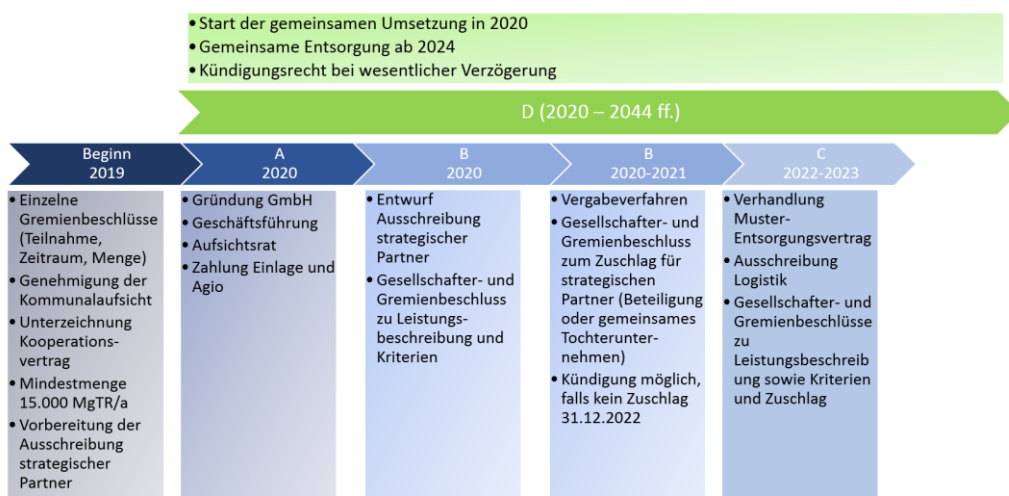 • Start der gemeinsamen Umsetzung in 2020
• Gemeinsame Entsorgung ab 2024
• Kündigungsrecht bei wesentlicher Verzögerung
D (2020 – 2044 ff.)
Beginn
2019
• Einzelne
Gremienbeschlüsse
(Teilnahme,
Zeitraum, Menge)
• Genehmigung der
Kommunalaufsicht
• Unterzeichnung
Kooperations-
vertrag
• Mindestmenge
15.000 MgTR/a
• Vorbereitung der
Ausschreibung
strategischer
Partner
A
2020
• Gründung GmbH
• Geschäftsführung
• Aufsichtsrat
• Zahlung Einlage und
Agio
B
2020
• Entwurf
Ausschreibung
strategischer
Partner
• Gesellschafter- und
Gremienbeschluss
zu Leistungs-
beschreibung und
Kriterien
B
2020-2021
• Vergabeverfahren
• Gesellschafter- und
Gremienbeschluss
zum Zuschlag für
strategischen
Partner (Beteiligung
oder gemeinsames
Tochterunter-
nehmen)
• Kündigung möglich,
falls kein Zuschlag
31.12.2022
C
2022-2023
• Verhandlung
Muster-
Entsorgungsvertrag
• Ausschreibung
Logistik
• Gesellschafter- und
Gremienbeschlüsse
zu
Leistungsbeschreib
ung sowie Kriterien
und Zuschlag